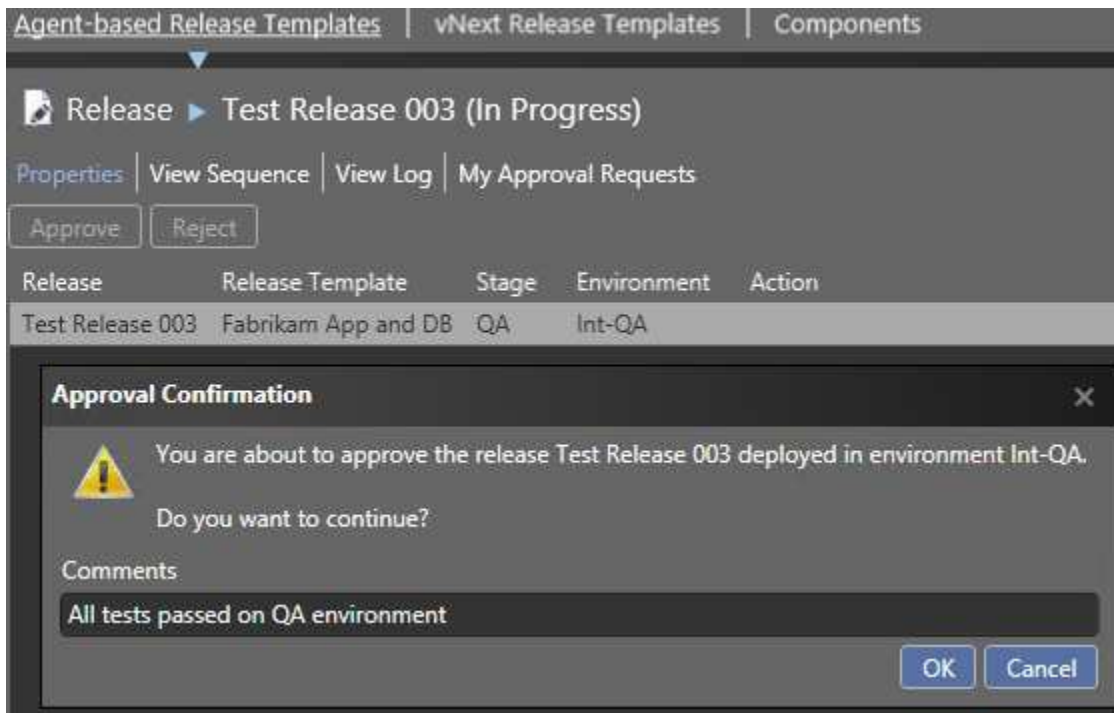 Agent-based Release Templates | vNext Release Templates | Components
Release ▶ Test Release 003 (In Progress)
Properties | View Sequence | View Log | My Approval Requests
Approve Reject
Release Release Template Stage Environment Action
Test Release 003 Fabrikam App and DB QA Int-QA
Approval Confirmation
You are about to approve the release Test Release 003 deployed in environment Int-QA.
Do you want to continue?
Comments
All tests passed on QA environment
OK Cancel